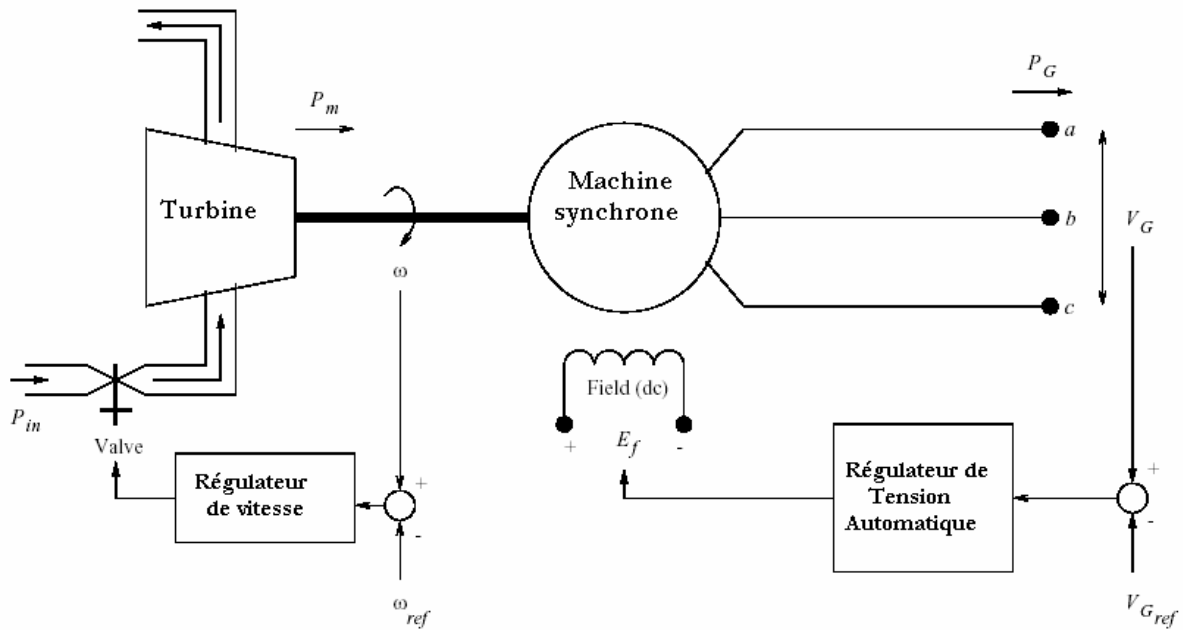 P_G
P_m
a
Turbine
Machine
synchrone
b
V_G
ω
c
Field (dc)
P_in
+
E_f
-
Valve
Régulateur
de vitesse
+
-
Régulateur de
Tension
Automatique
+
-
ω_ref
V_G_ref